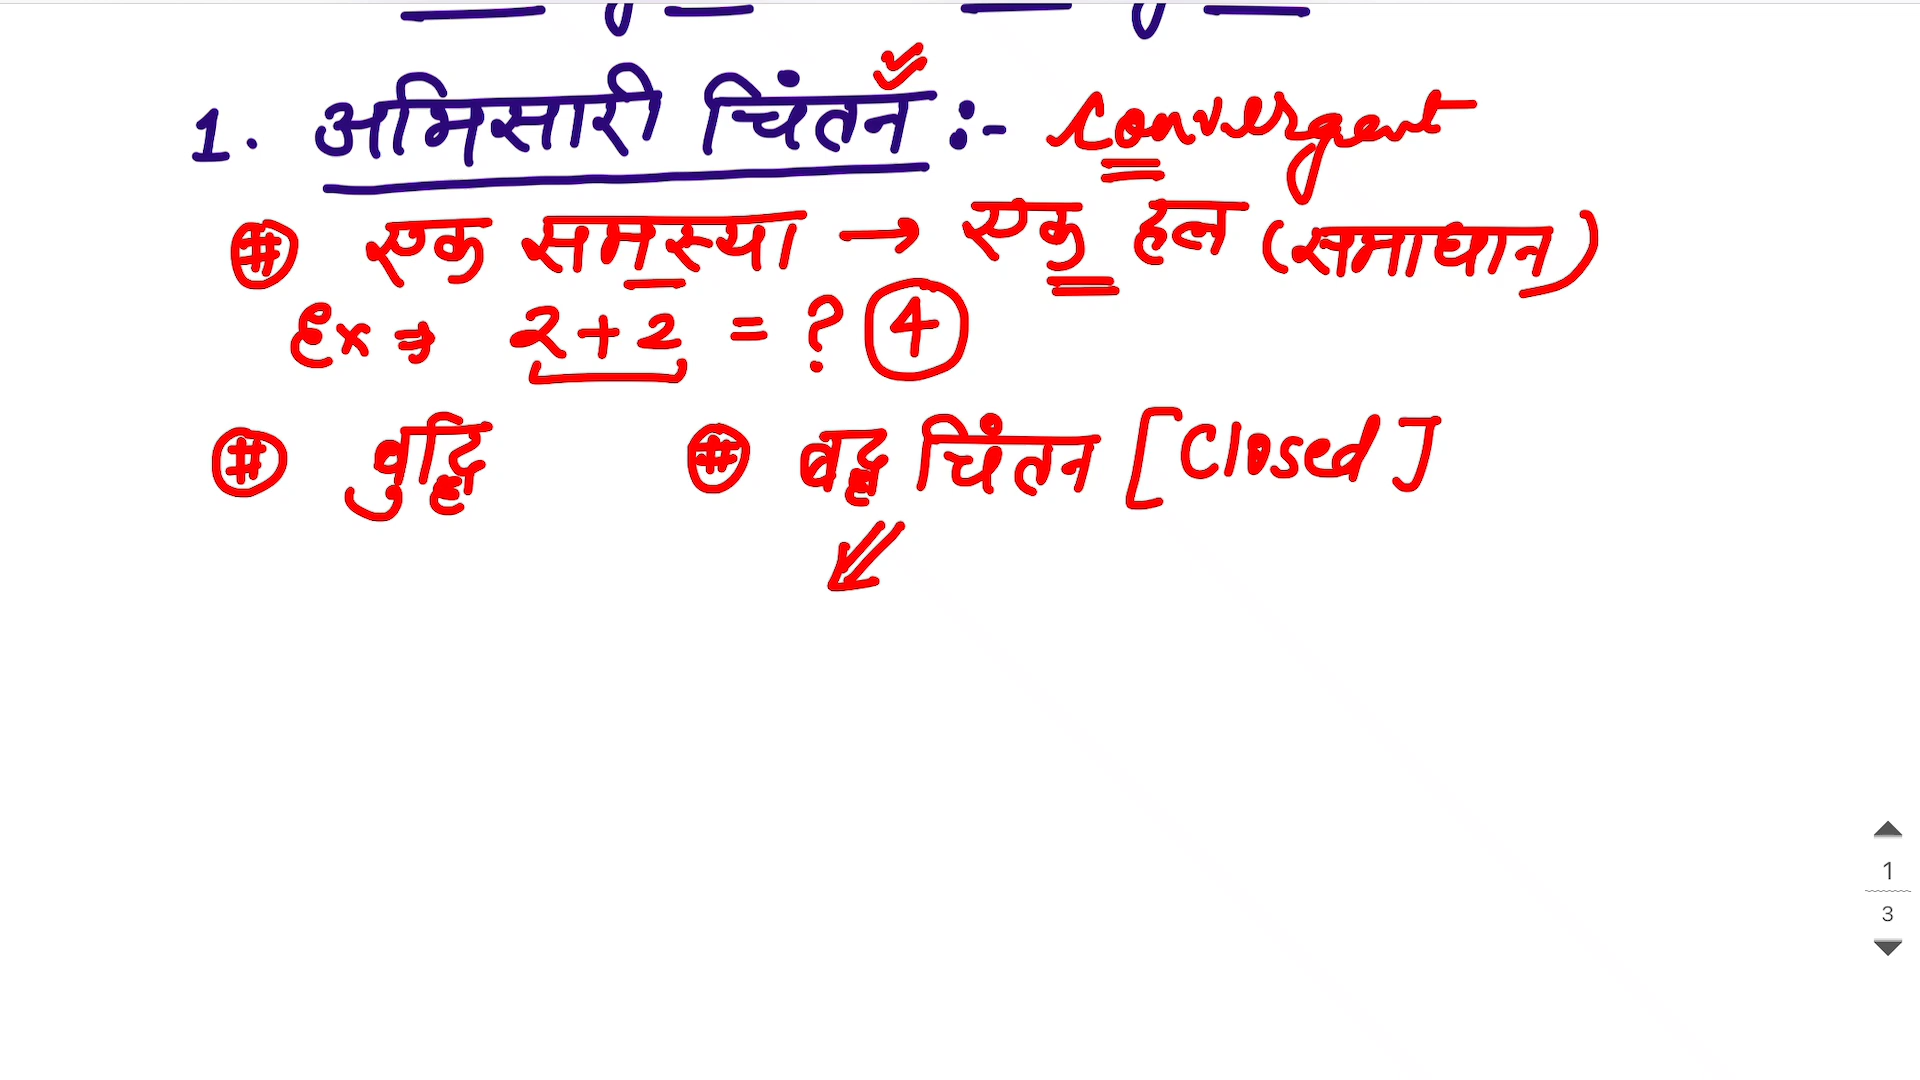 1. अभिसारी चिंतन :- Convergent
# एक समस्या → एक हल (समाधान)
Ex ⇒ 2+2 = ? 4
# बुद्धि # बद्ध चिंतन [Closed]
1
3